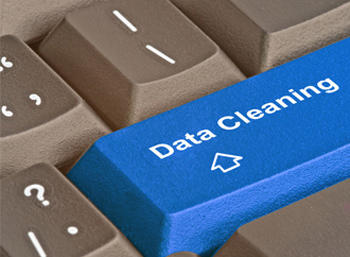 " '
\ |
Data Cleaning
? /